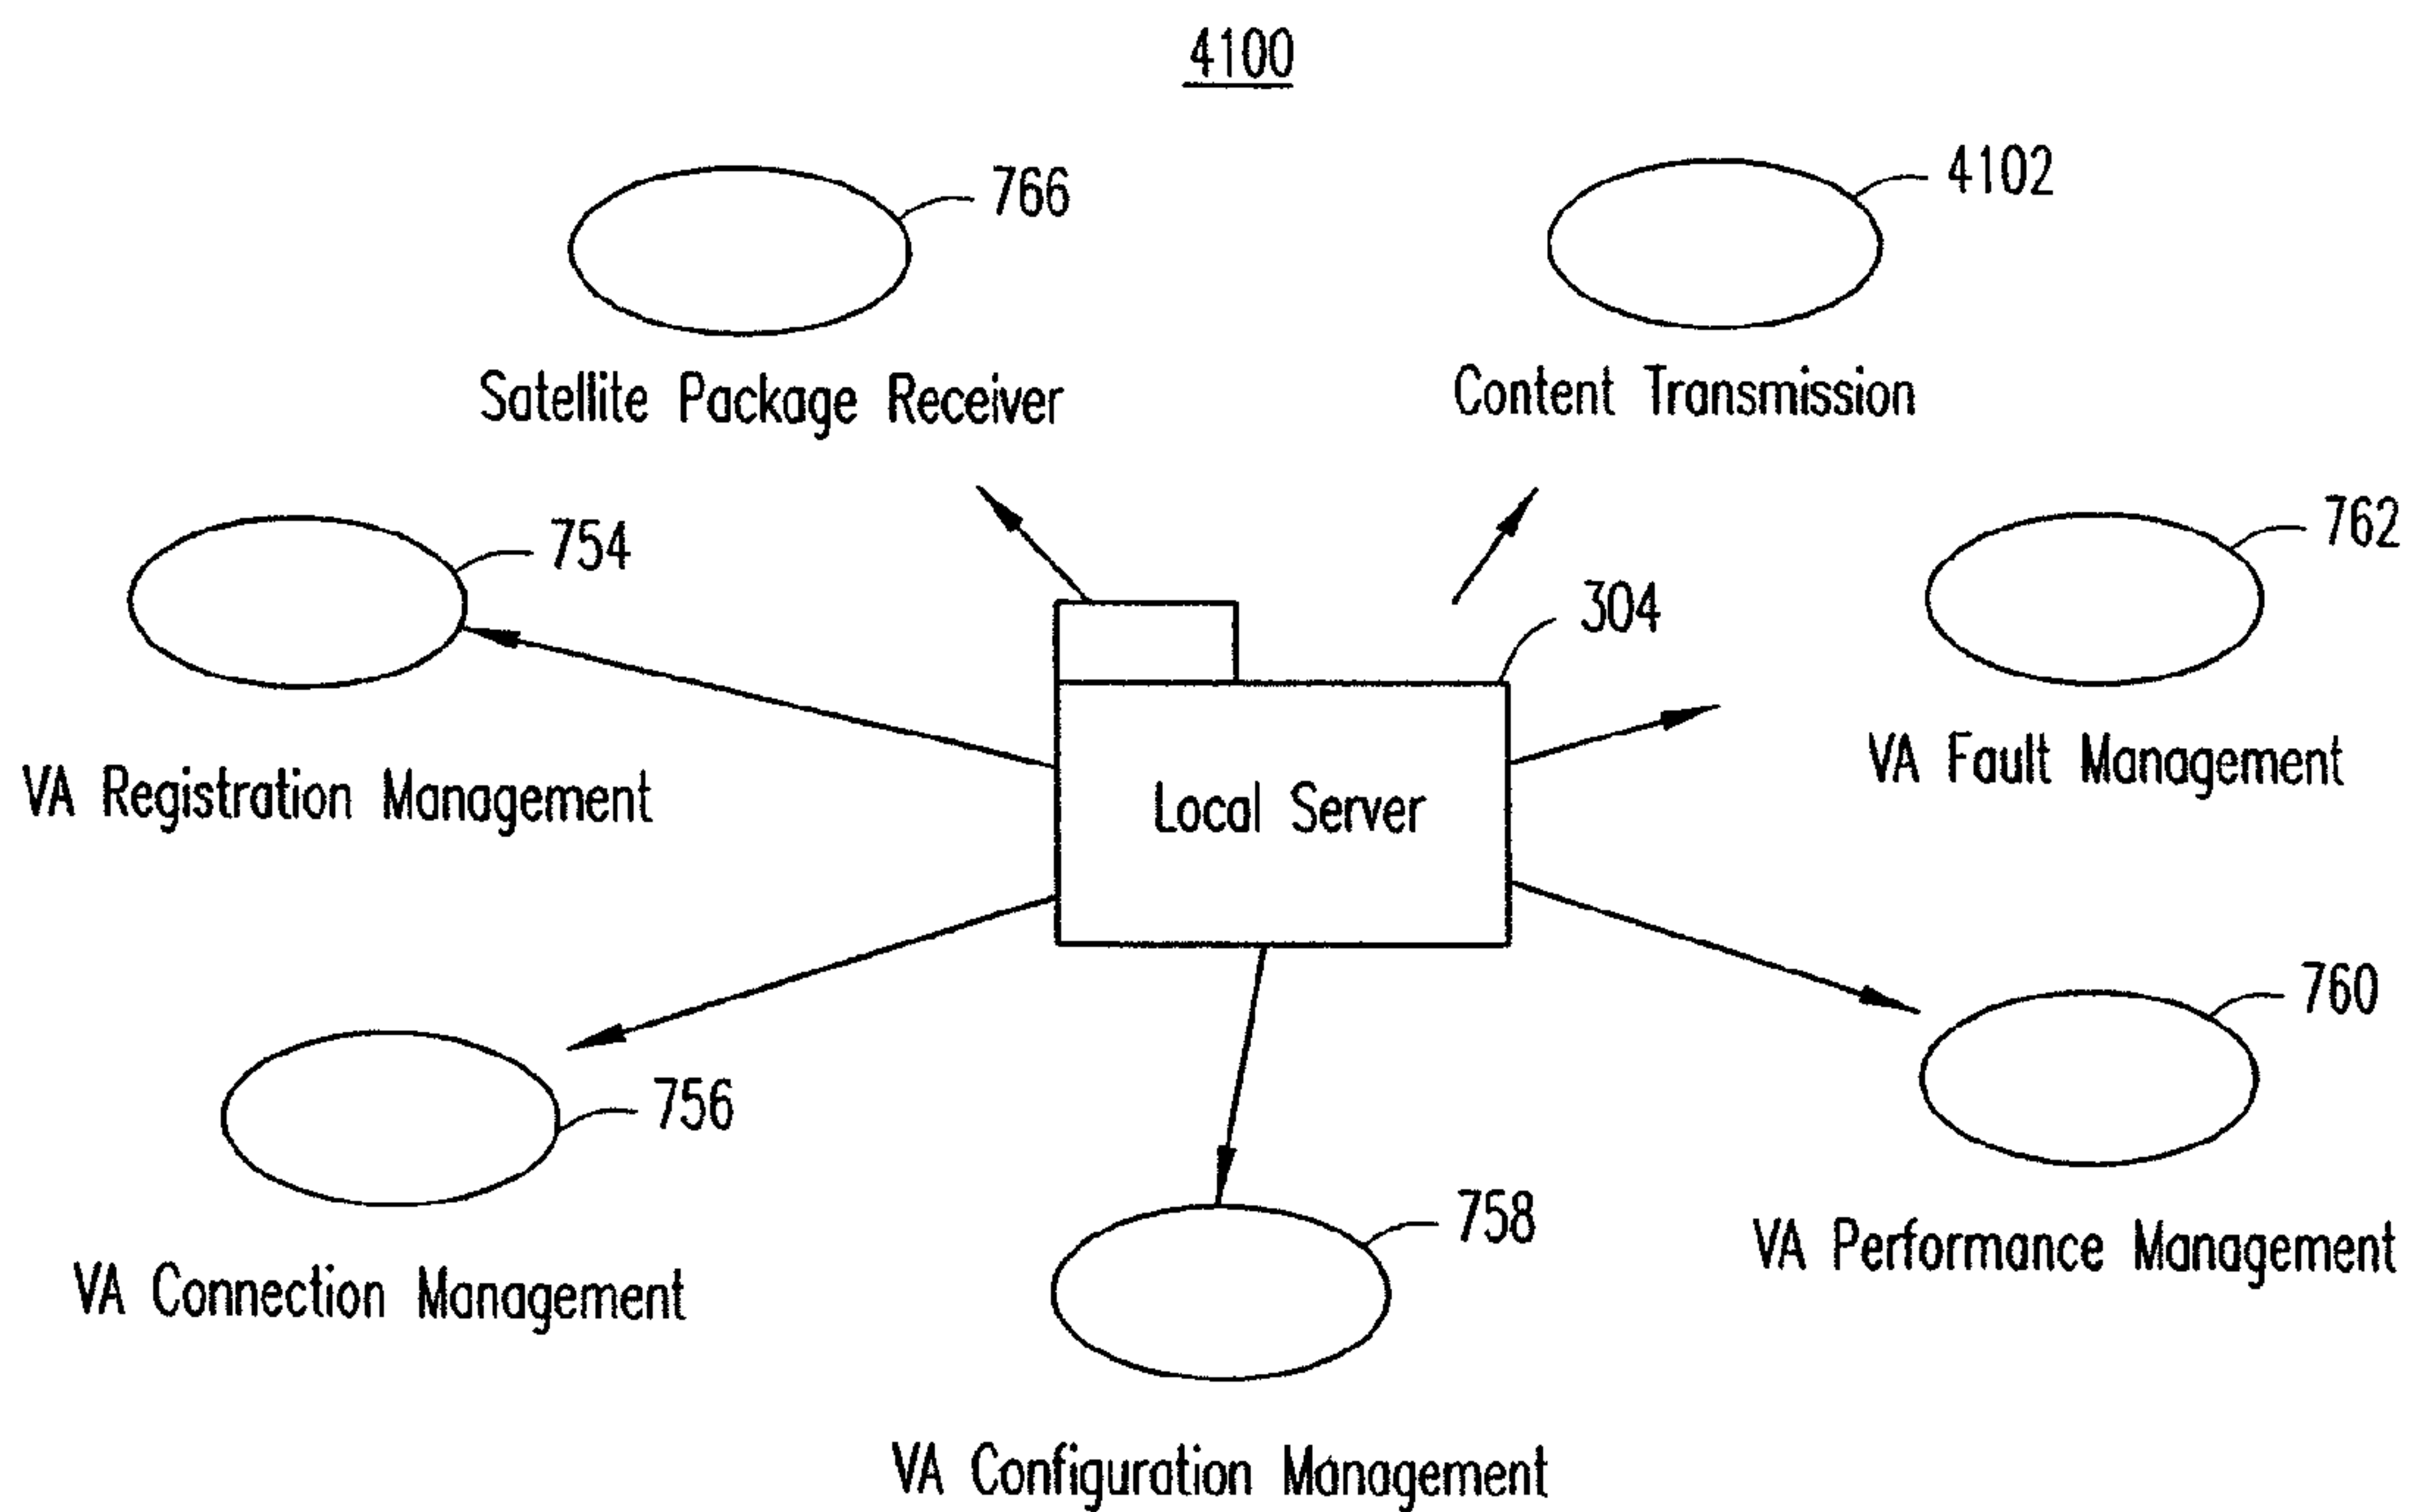 4100
766
4102
Satellite Package Receiver
Content Transmission
754
762
304
VA Registration Management
Local Server
VA Fault Management
756
760
758
VA Connection Management
VA Performance Management
VA Configuration Management